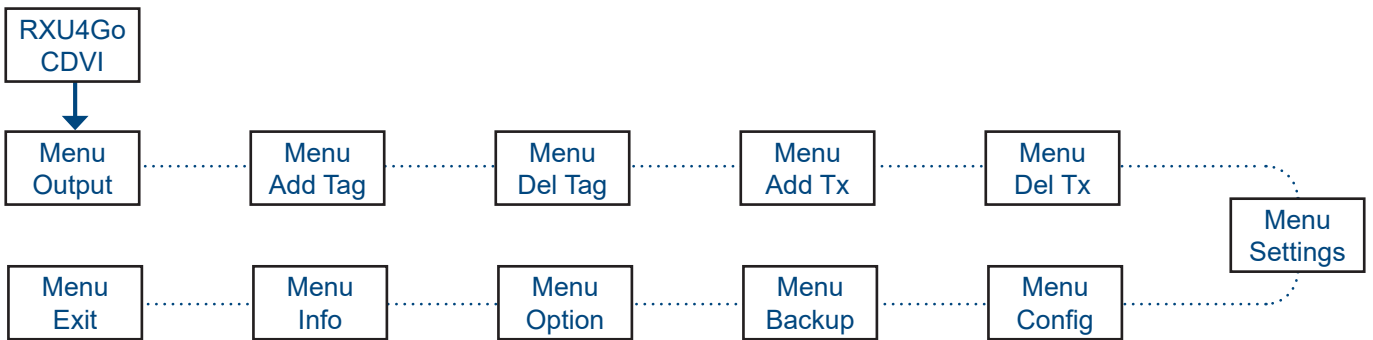 RXU4Go
CDVI
Menu
Output
Menu
Add Tag
Menu
Del Tag
Menu
Add Tx
Menu
Del Tx
Menu
Settings
Menu
Config
Menu
Backup
Menu
Option
Menu
Info
Menu
Exit